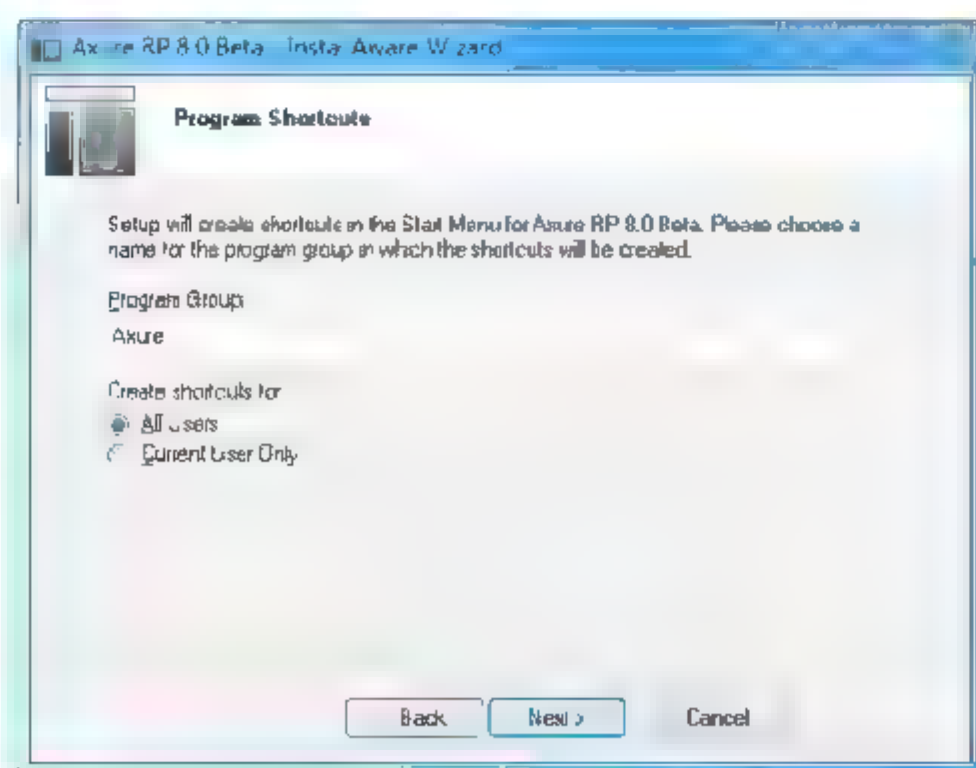 Axure RP 8.0 Beta - InstallAware Wizard
Program Shortcuts
Setup will create shortcuts in the Start Menu for Axure RP 8.0 Beta. Please choose a
name for the program group in which the shortcuts will be created.
Program Group:
Axure
Create shortcuts for
All Users
Current User Only
Back
Next >
Cancel